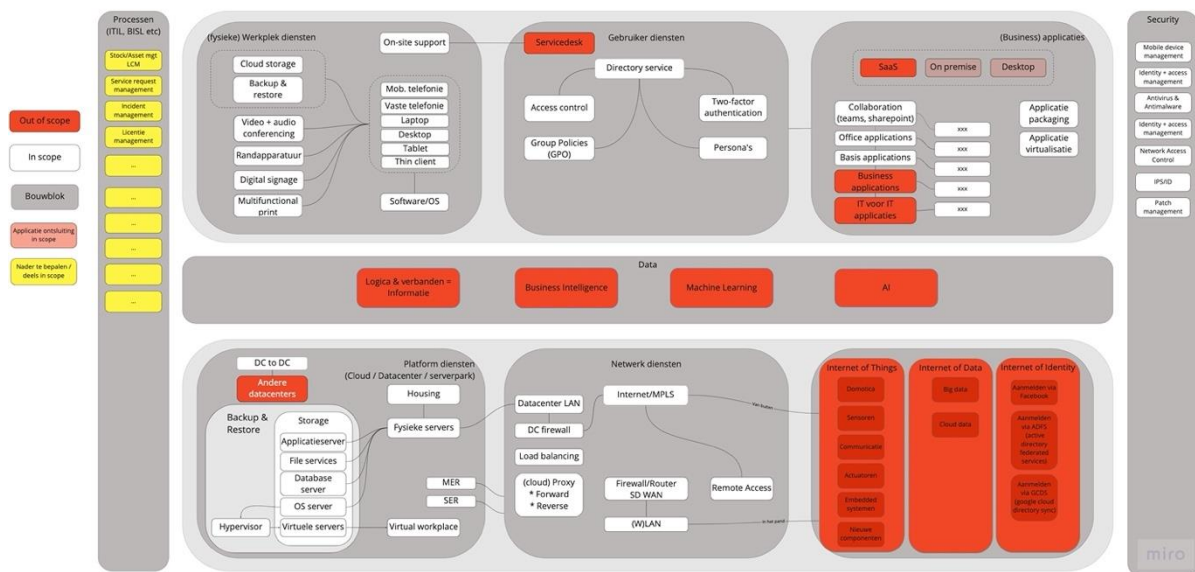 Out of scope
In scope
Bouwblok
Applicatie ontsluiting
in scope
Nader te bepalen /
deels in scope
Processen
(ITIL, BISL etc)
Stock/Asset mgt
LCM
Service request
management
Incident
management
Licentie
management
...
...
...
...
...
...
(fysieke) Werkplek diensten
Cloud storage
Backup &
restore
Video + audio
conferencing
Randapparatuur
Digital signage
Multifunctional
print
On-site support
Mob. telefonie
Vaste telefonie
Laptop
Desktop
Tablet
Thin client
Software/OS
Gebruiker diensten
Servicedesk
Directory service
Access control
Two-factor
authentication
Group Policies
(GPO)
Persona's
(Business) applicaties
SaaS
On premise
Desktop
Collaboration
(teams, sharepoint)
Office applications
Basis applications
Business
applications
IT voor IT
applicaties
xxx
xxx
xxx
xxx
xxx
Applicatie
packaging
Applicatie
virtualisatie
Data
Logica & verbanden =
Informatie
Business Intelligence
Machine Learning
AI
Platform diensten
(Cloud / Datacenter / serverpark)
DC to DC
Andere
datacenters
Backup &
Restore
Storage
Applicatieserver
File services
Database
server
OS server
Virtuele servers
Hypervisor
Housing
Fysieke servers
Virtual workplace
MER
SER
Netwerk diensten
Datacenter LAN
DC firewall
Load balancing
(cloud) Proxy
* Forward
* Reverse
Internet/MPLS
Firewall/Router
SD WAN
(W)LAN
Remote Access
Van buiten
In het pand
Internet of Things
Domotica
Sensoren
Communicatie
Actuatoren
Embedded
systemen
Nieuwe
componenten
Internet of Data
Big data
Cloud data
Internet of Identity
Aanmelden via
Facebook
Aanmelden
via ADFS
(active
directory
federated
services)
Aanmelden
via GCDS
(google cloud
directory sync)
Security
Mobile device
management
Identity + access
management
Antivirus &
Antimalware
Identity + access
management
Network Access
Control
IPS/ID
Patch
management
miro